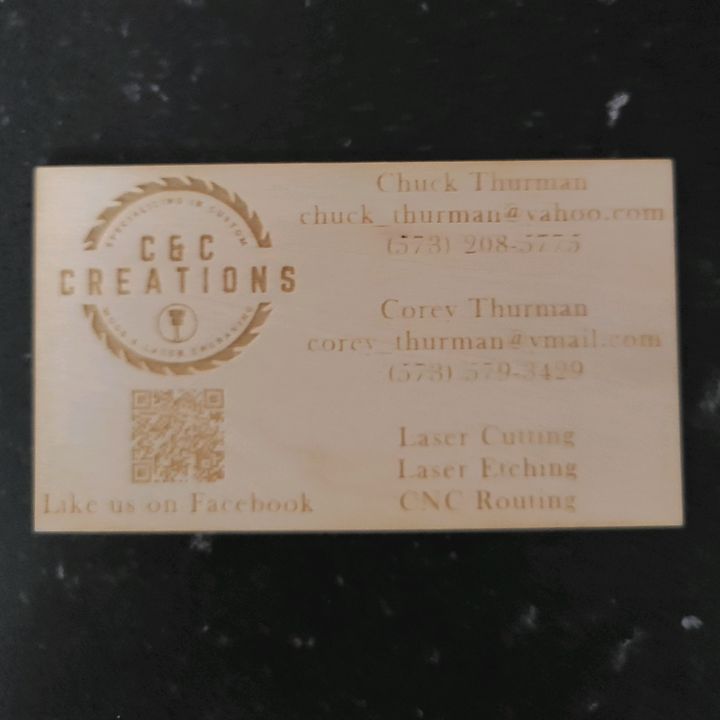 SPECIALIZING IN CUSTOM
C&C
CREATIONS
WOOD & LASER ENGRAVING
Like us on Facebook
Chuck Thurman
chuck_thurman@yahoo.com
(573) 208-5775
Corey Thurman
corey_thurman@ymail.com
(573) 579-3429
Laser Cutting
Laser Etching
CNC Routing